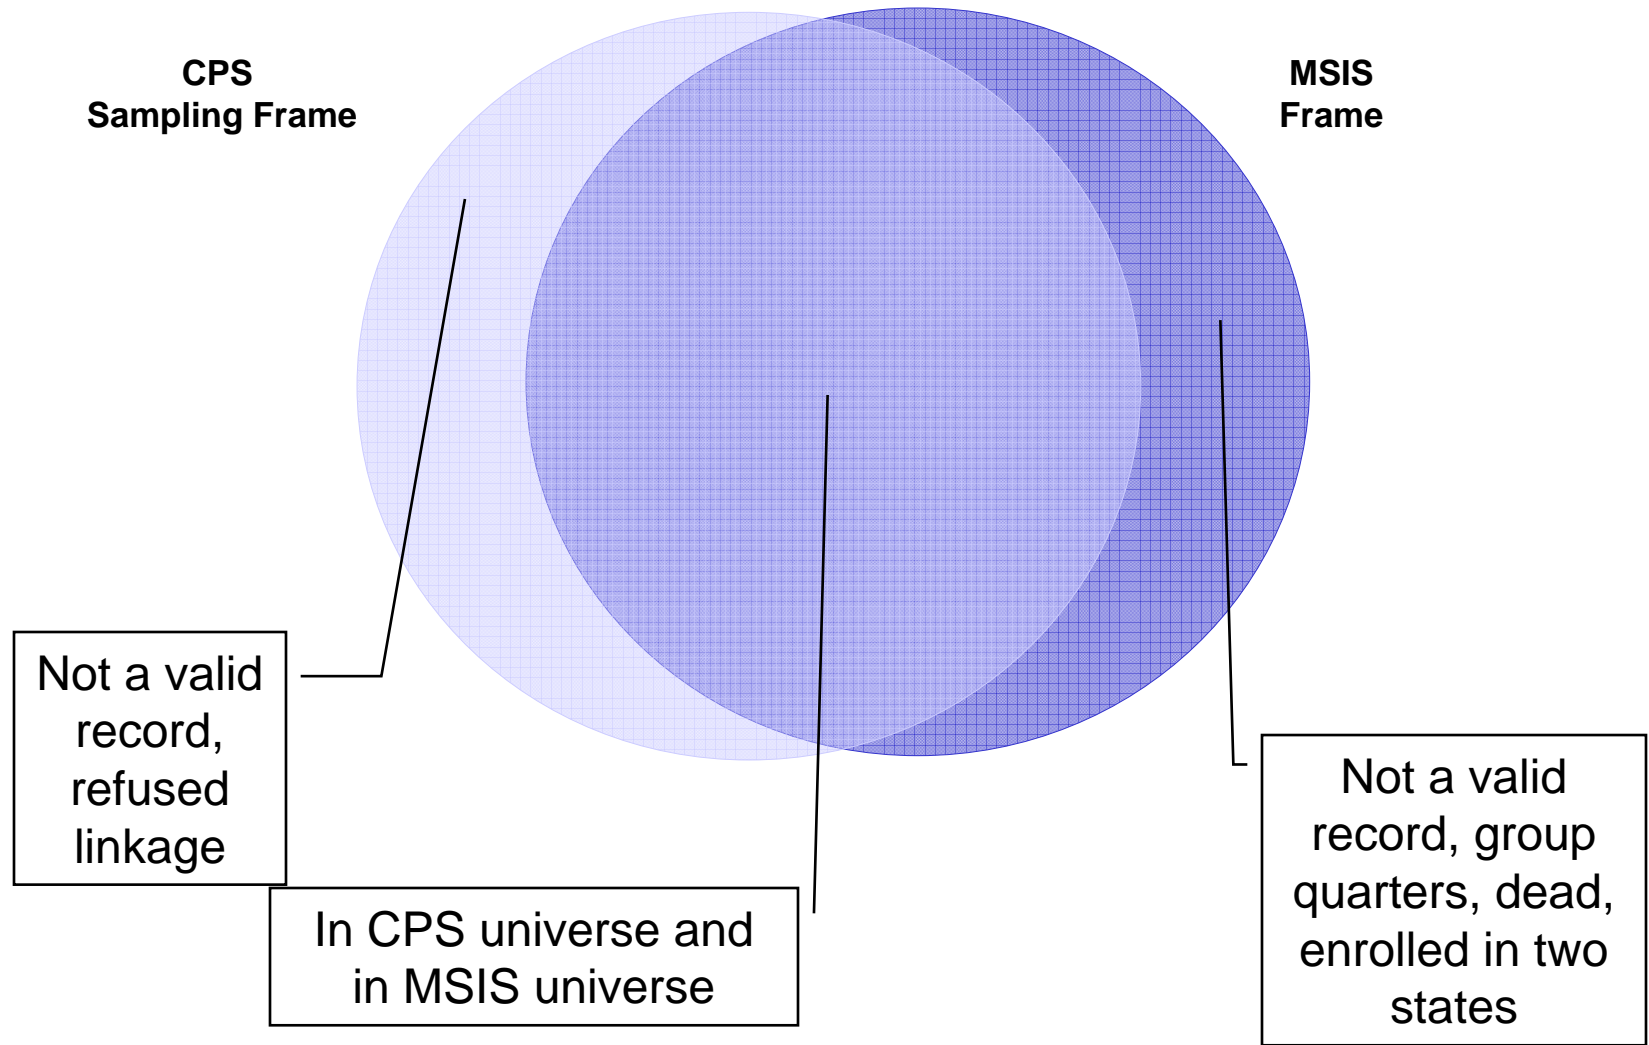 CPS
Sampling Frame
MSIS
Frame
Not a valid
record,
refused
linkage
In CPS universe and
in MSIS universe
Not a valid
record, group
quarters, dead,
enrolled in two
states